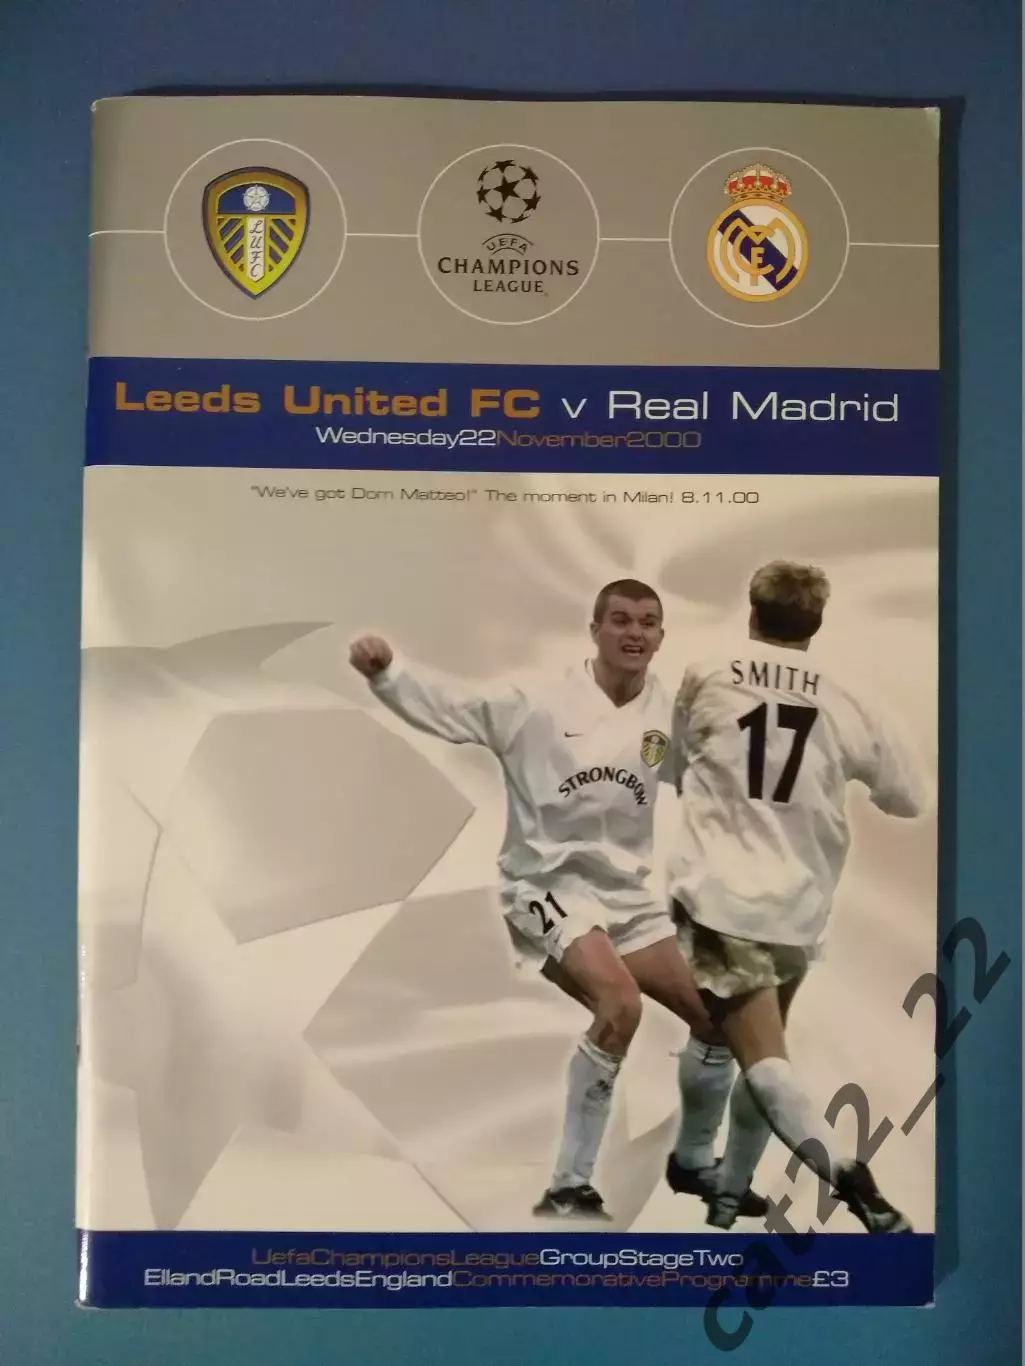 LUFC
UEFA
CHAMPIONS
LEAGUE
Leeds United FC v Real Madrid
Wednesday22November2000
"We've got Dom Matteo!" The moment in Milan! 8.11.00
SMITH
17
STRONGBOW
21
UefaChampionsLeagueGroupStageTwo
EllandRoadLeedsEnglandCommemorativeProgramme£3
cat22_22